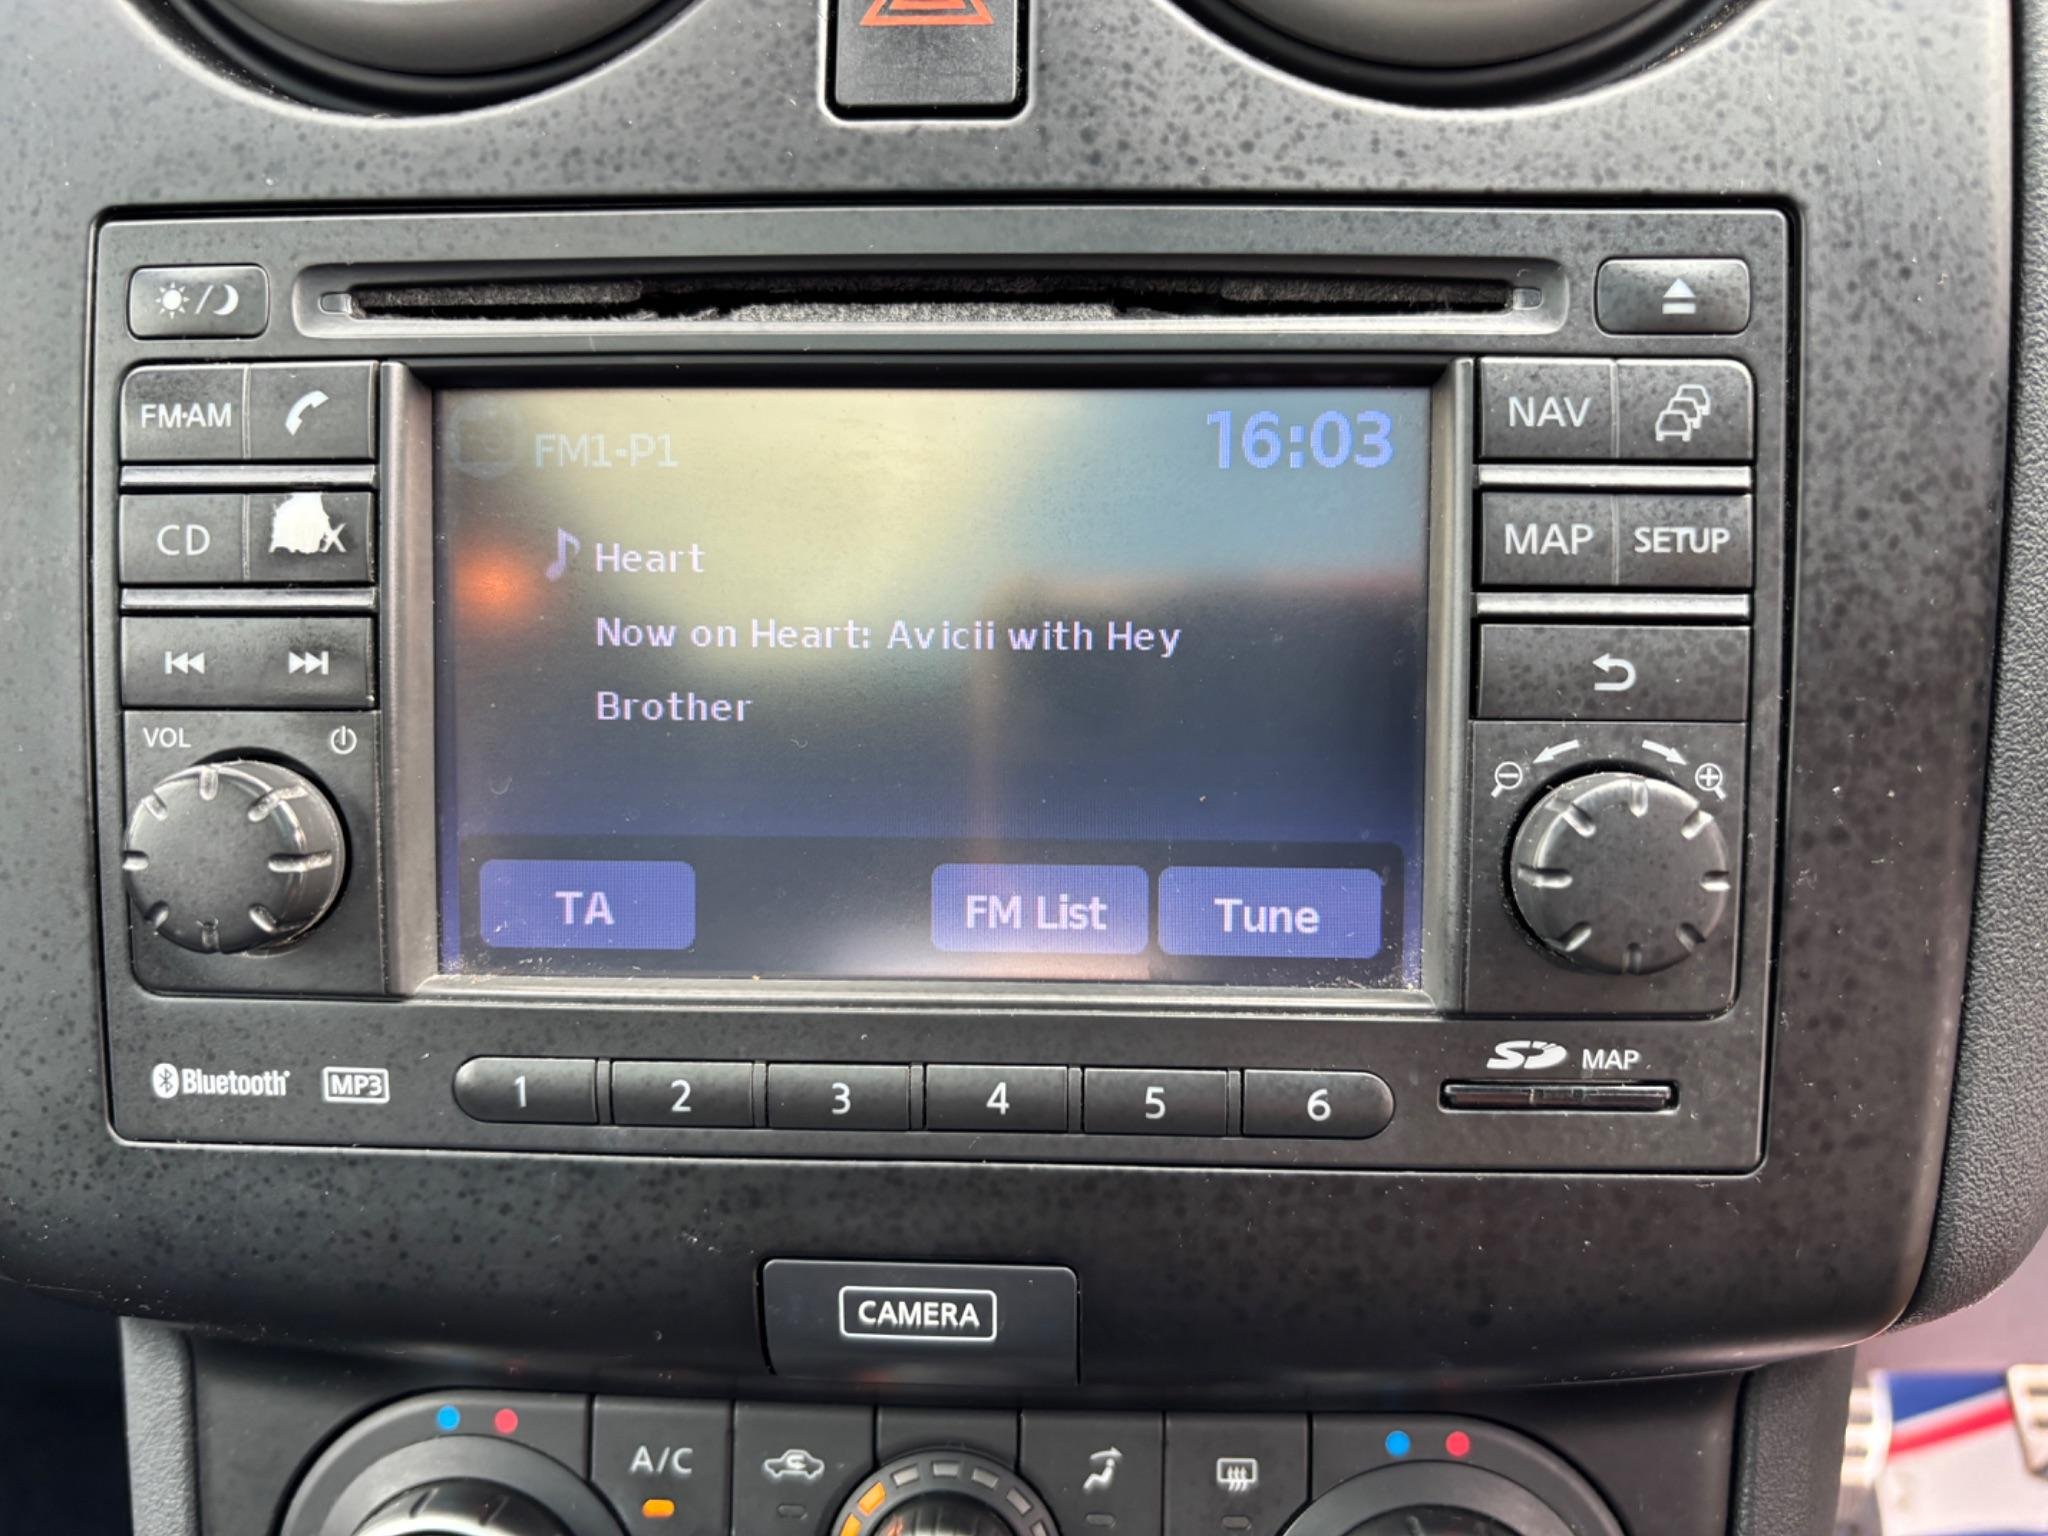 FM·AM
NAV
FM1-P1
16:03
CD
MAP
SETUP
Heart
Now on Heart: Avicii with Hey
Brother
VOL
TA
FM List
Tune
Bluetooth
MP3
1
2
3
4
5
6
SD
MAP
CAMERA
A/C